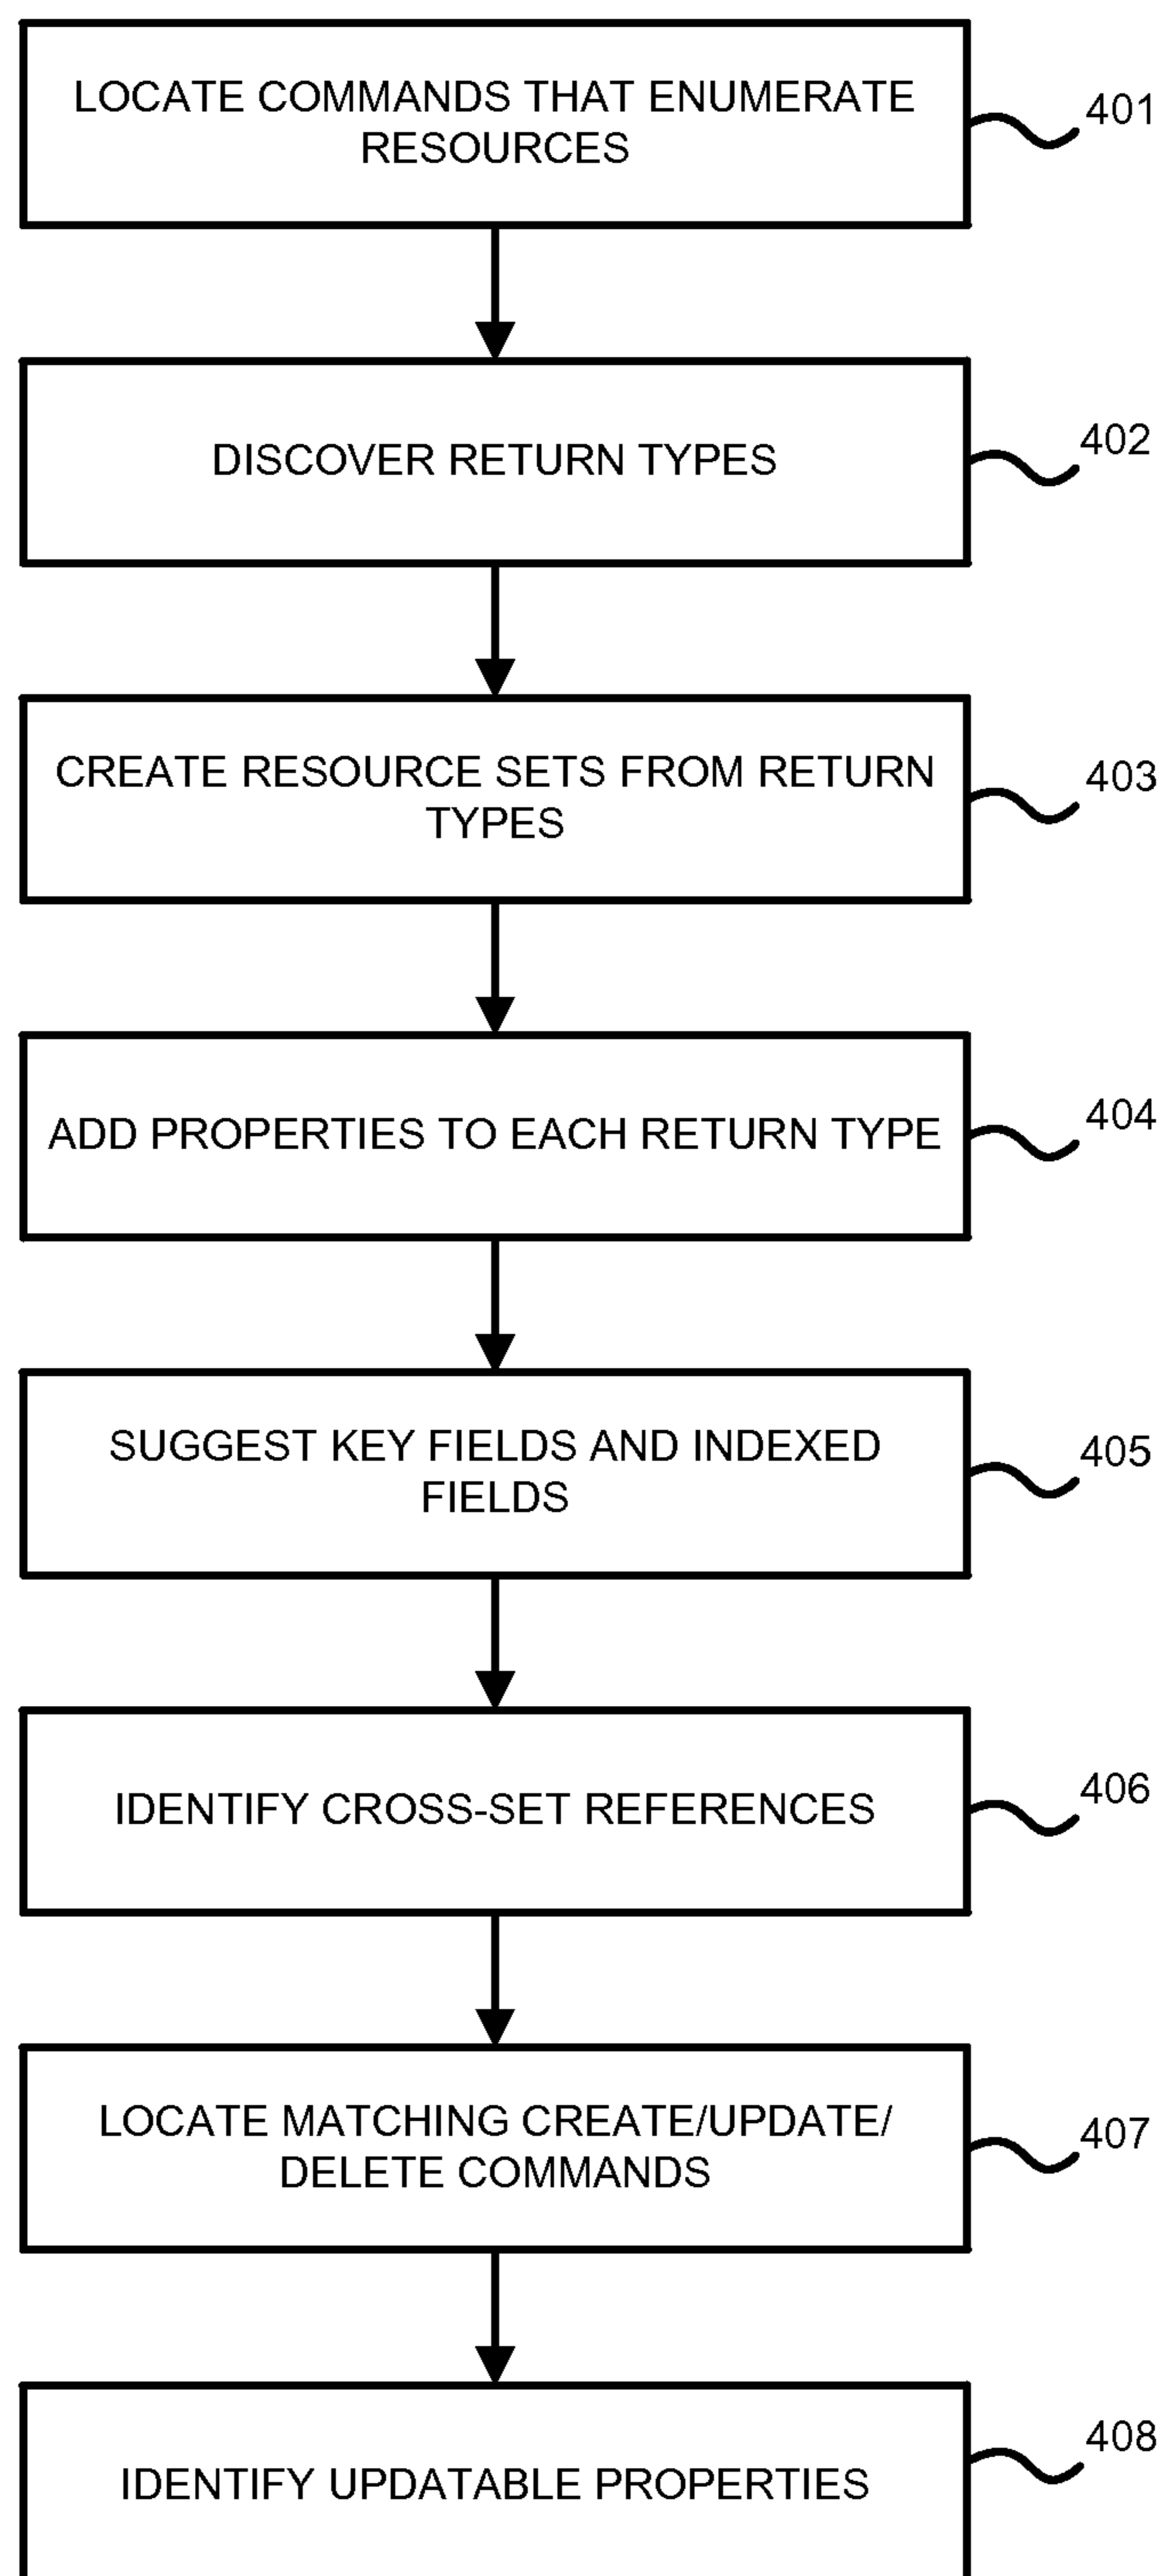 LOCATE COMMANDS THAT ENUMERATE
RESOURCES
401
DISCOVER RETURN TYPES
402
CREATE RESOURCE SETS FROM RETURN
TYPES
403
ADD PROPERTIES TO EACH RETURN TYPE
404
SUGGEST KEY FIELDS AND INDEXED
FIELDS
405
IDENTIFY CROSS-SET REFERENCES
406
LOCATE MATCHING CREATE/UPDATE/
DELETE COMMANDS
407
IDENTIFY UPDATABLE PROPERTIES
408